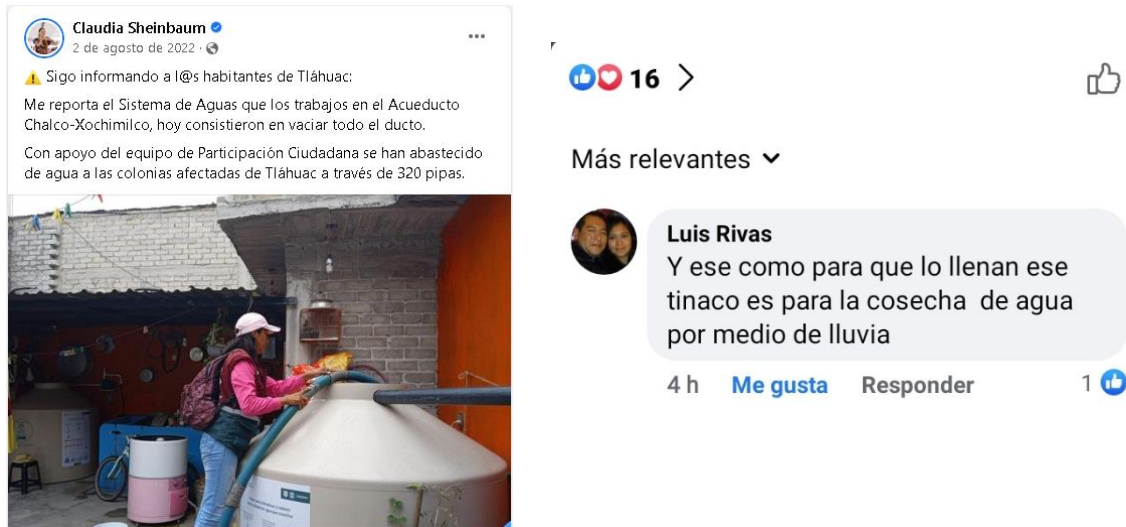 Claudia Sheinbaum
2 de agosto de 2022 ·
Sigo informando a l@s habitantes de Tláhuac:
Me reporta el Sistema de Aguas que los trabajos en el Acueducto
Chalco-Xochimilco, hoy consistieron en vaciar todo el ducto.
Con apoyo del equipo de Participación Ciudadana se han abastecido
de agua a las colonias afectadas de Tláhuac a través de 320 pipas.
16
Más relevantes
Luis Rivas
Y ese como para que lo llenan ese
tinaco es para la cosecha de agua
por medio de lluvia
4 h Me gusta Responder 1